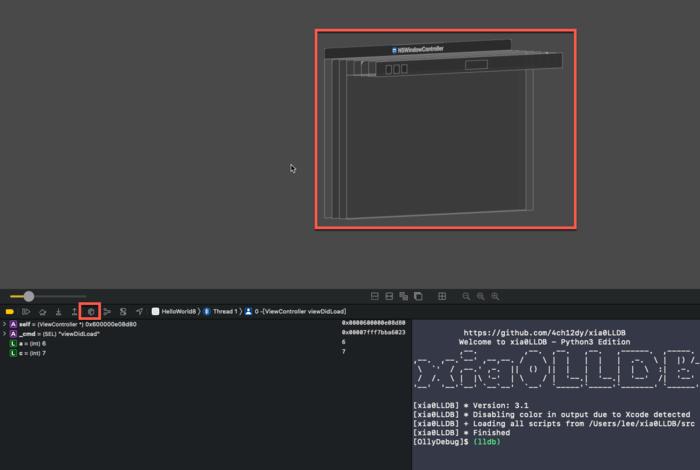 NSWindowController
HelloWorld8 〉 Thread 1 〉 0 -[ViewController viewDidLoad]
A self = (ViewController *) 0x600000e08d80
0x0000600000e08d80
A _cmd = (SEL) "viewDidLoad"
0x00007fff7bba6023
L a = (int) 6
6
L c = (int) 7
7
https://github.com/4ch12dy/xia0LLDB
Welcome to xia0LLDB - Python3 Edition
[xia0LLDB] * Version: 3.1
[xia0LLDB] * Disabling color in output due to Xcode detected
[xia0LLDB] + Loading all scripts from /Users/lee/xia0LLDB/src
[xia0LLDB] * Finished
[OllyDebug]$ (lldb)